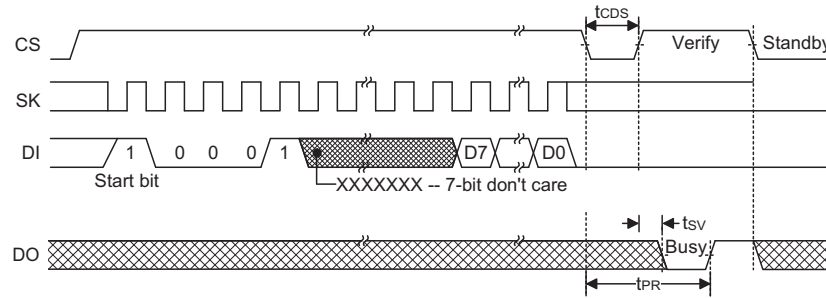 tCDS
CS
Verify
Standby
SK
DI
1 0 0 0 1
D7
D0
Start bit
XXXXXXX -- 7-bit don't care
tSV
DO
Busy
tPR